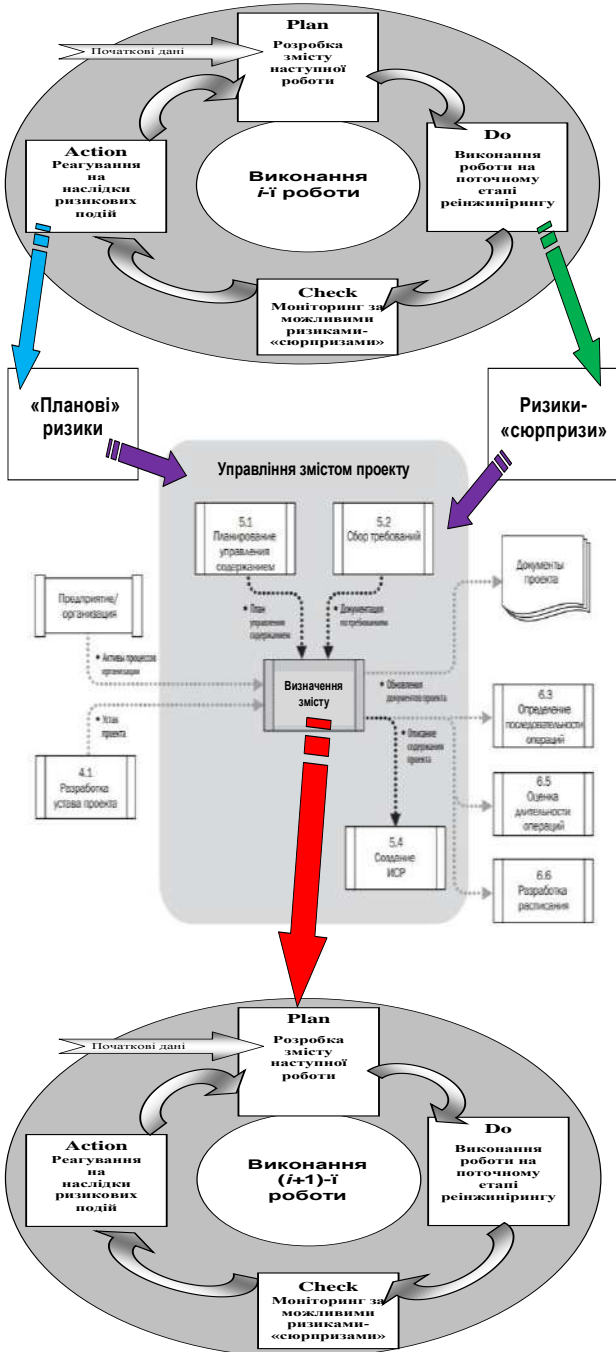 Plan
Розробка
змісту
наступної
роботи
Початкові дані
Action
Реагування
на
наслідки
ризикових
подій
Виконання
i-ї роботи
Do
Виконання
роботи на
поточному
етапі
реінжинірингу
Check
Моніторинг за
можливими
ризиками-
«сюрпризами»
«Планові»
ризики
Ризики-
«сюрпризи»
Управління змістом проекту
5.1
Планирование
управления
содержанием
5.2
Сбор требований
Документы
проекта
Предприятие/
организация
• План
управления
содержанием
• Документация
по требованиям
• Активы процессов
организации
Визначення
змісту
• Обновления
документов проекта
6.3
Определение
последовательности
операций
• Устав
проекта
• Описание
содержания
проекта
4.1
Разработка
устава проекта
6.5
Оценка
длительности
операций
5.4
Создание
ИСР
6.6
Разработка
расписания
Plan
Розробка
змісту
наступної
роботи
Початкові дані
Action
Реагування
на
наслідки
ризикових
подій
Виконання
(i+1)-ї
роботи
Do
Виконання
роботи на
поточному
етапі
реінжинірингу
Check
Моніторинг за
можливими
ризиками-
«сюрпризами»